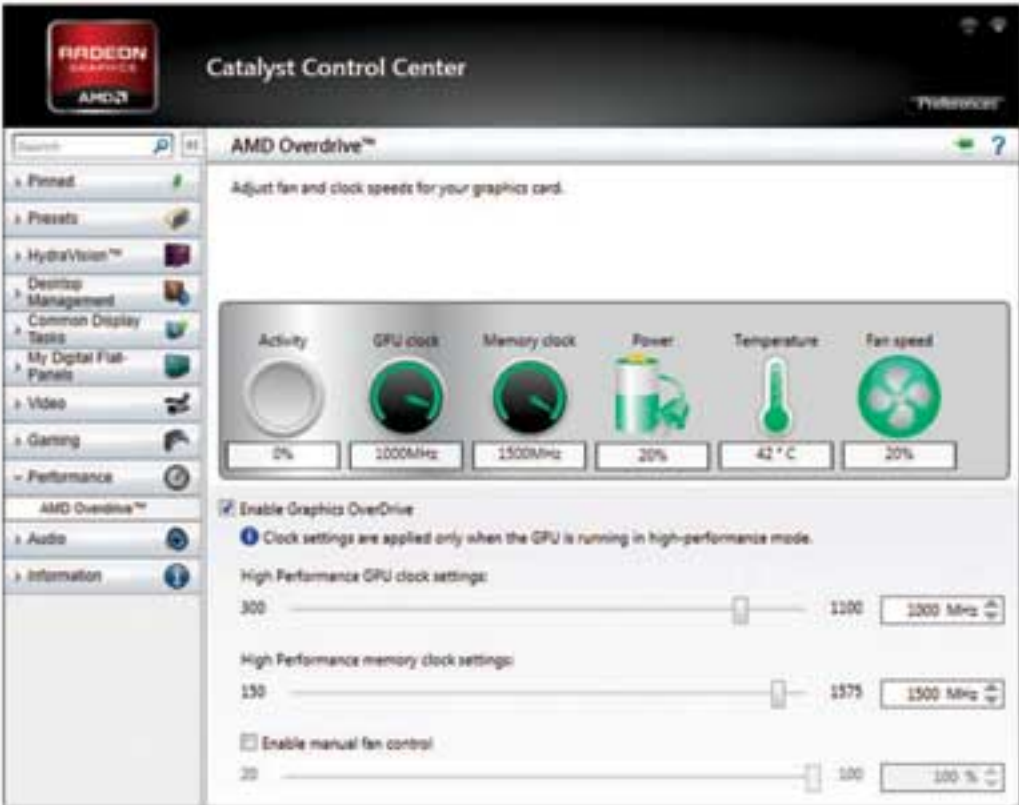 RADEON
GRAPHICS
AMD
Catalyst Control Center
Preferences
Search
AMD Overdrive™
?
Pinned
Adjust fan and clock speeds for your graphics card.
Presets
HydraVision™
Desktop
Management
Common Display
Tasks
My Digital Flat-
Panels
Video
Gaming
Performance
AMD Overdrive™
Audio
Information
Activity GPU clock Memory clock Power Temperature Fan speed
0% 1000MHz 1500MHz 20% 42 ° C 20%
Enable Graphics OverDrive
Clock settings are applied only when the GPU is running in high-performance mode.
High Performance GPU clock settings:
300 1100 1000 MHz
High Performance memory clock settings:
150 1575 1500 MHz
Enable manual fan control
20 100 100 %